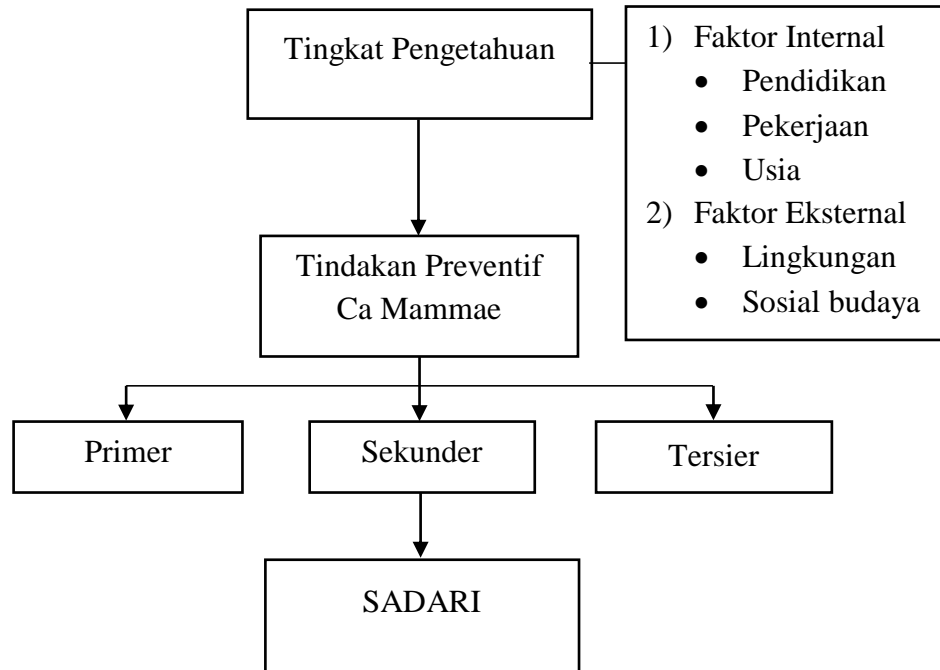 Tingkat Pengetahuan
1) Faktor Internal
• Pendidikan
• Pekerjaan
• Usia
2) Faktor Eksternal
• Lingkungan
• Sosial budaya
Tindakan Preventif
Ca Mammae
Primer
Sekunder
Tersier
SADARI